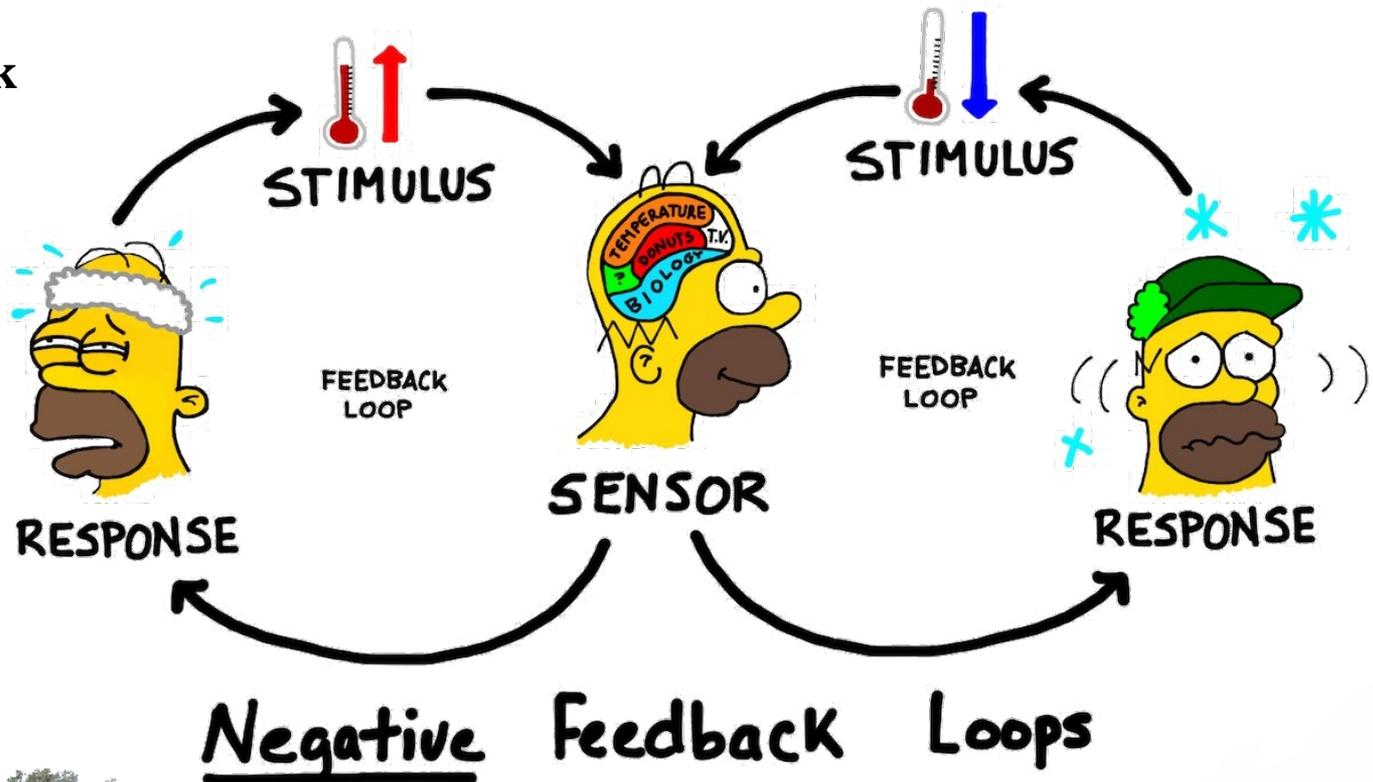 k
STIMULUS
STIMULUS
TEMPERATURE
DONUTS
T.V.
?
BIOLOGY
FEEDBACK
LOOP
FEEDBACK
LOOP
SENSOR
RESPONSE
RESPONSE
Negative Feedback Loops